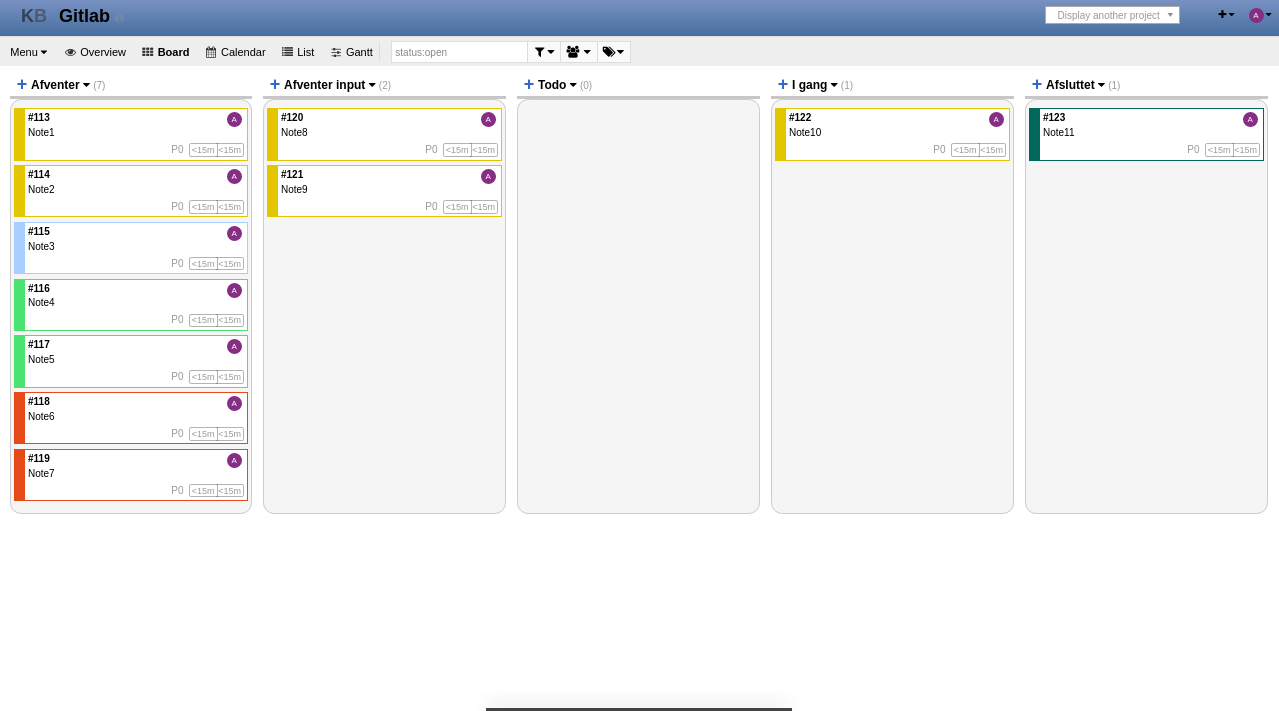 KB Gitlab
Display another project
A
Menu Overview Board Calendar List Gantt status:open
+ Afventer (7)
#113 A
Note1
P0 <15m <15m
#114 A
Note2
P0 <15m <15m
#115 A
Note3
P0 <15m <15m
#116 A
Note4
P0 <15m <15m
#117 A
Note5
P0 <15m <15m
#118 A
Note6
P0 <15m <15m
#119 A
Note7
P0 <15m <15m
+ Afventer input (2)
#120 A
Note8
P0 <15m <15m
#121 A
Note9
P0 <15m <15m
+ Todo (0)
+ I gang (1)
#122 A
Note10
P0 <15m <15m
+ Afsluttet (1)
#123 A
Note11
P0 <15m <15m